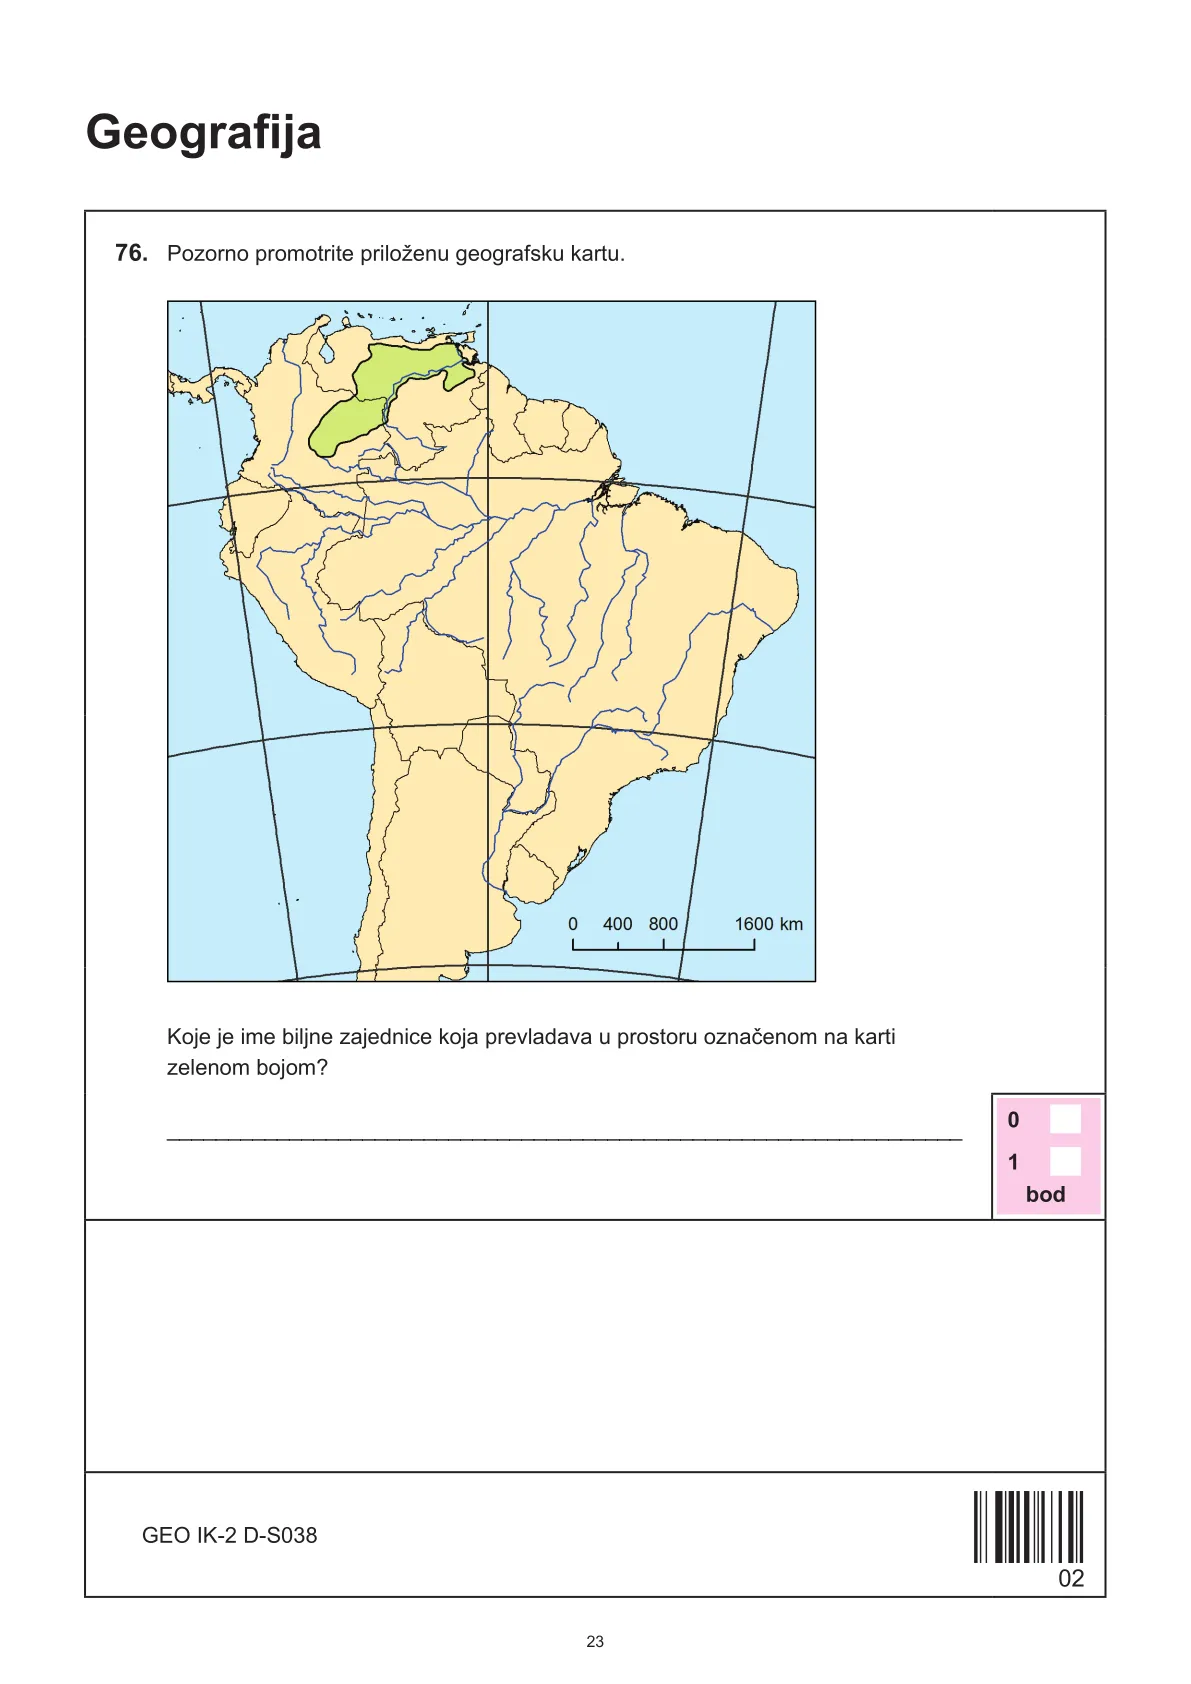 Geografija
76. Pozorno promotrite priloženu geografsku kartu.
0 400 800 1600 km
Koje je ime biljne zajednice koja prevladava u prostoru označenom na karti
zelenom bojom?
0
1
bod
GEO IK-2 D-S038
02
23